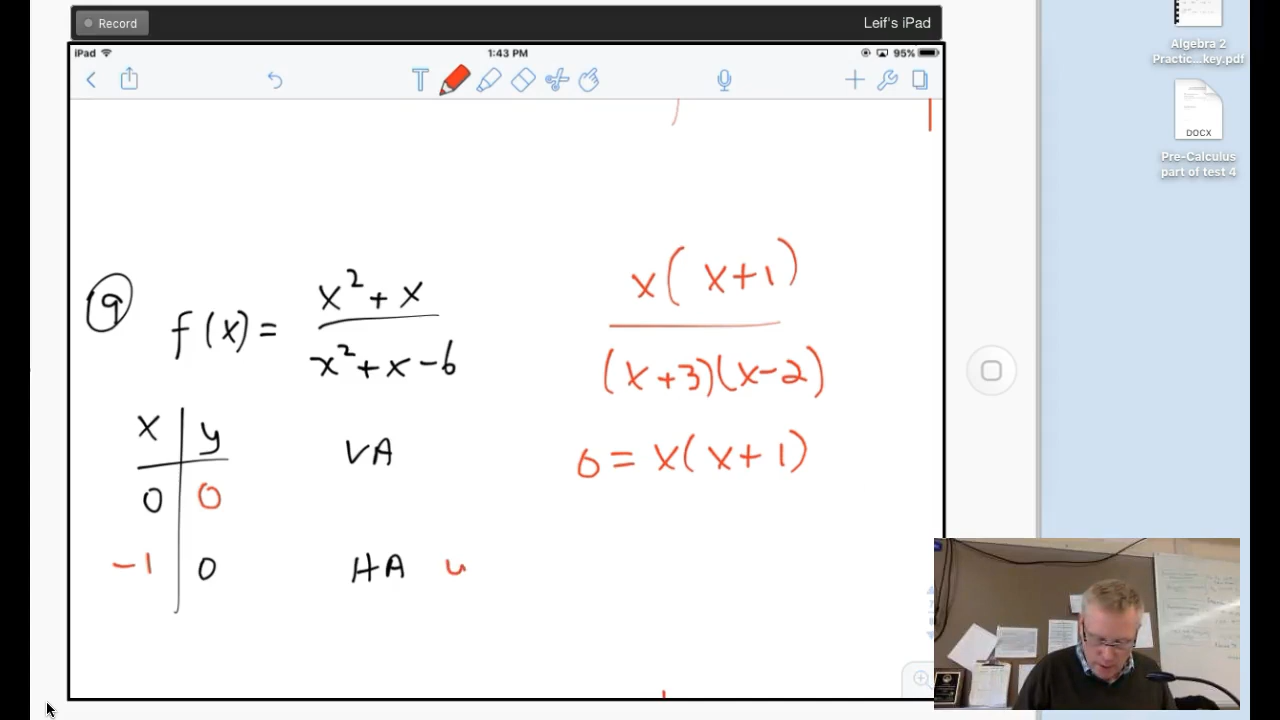 Record
Leif's iPad
iPad
1:43 PM
95%
T
Algebra 2
Practic...key.pdf
DOCX
Pre-Calculus
part of test 4
9
f(x) = (x² + x)/(x² + x - 6)
x(x+1)
(x+3)(x-2)
0 = x(x+1)
x | y
0 | 0
-1 | 0
VA
HA